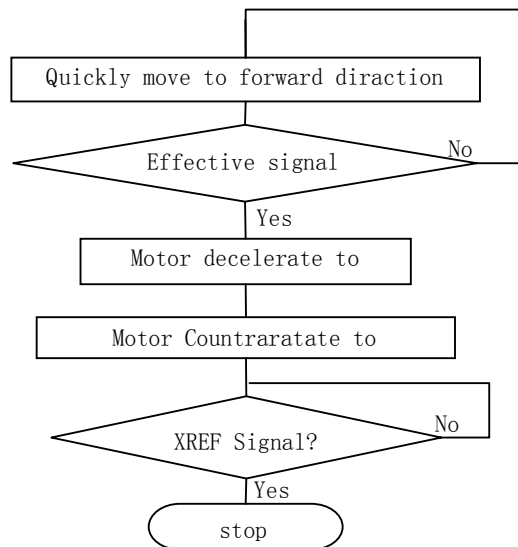 Quickly move to forward diraction
Effective signal
No
Yes
Motor decelerate to
Motor Countraratate to
XREF Signal?
No
Yes
stop